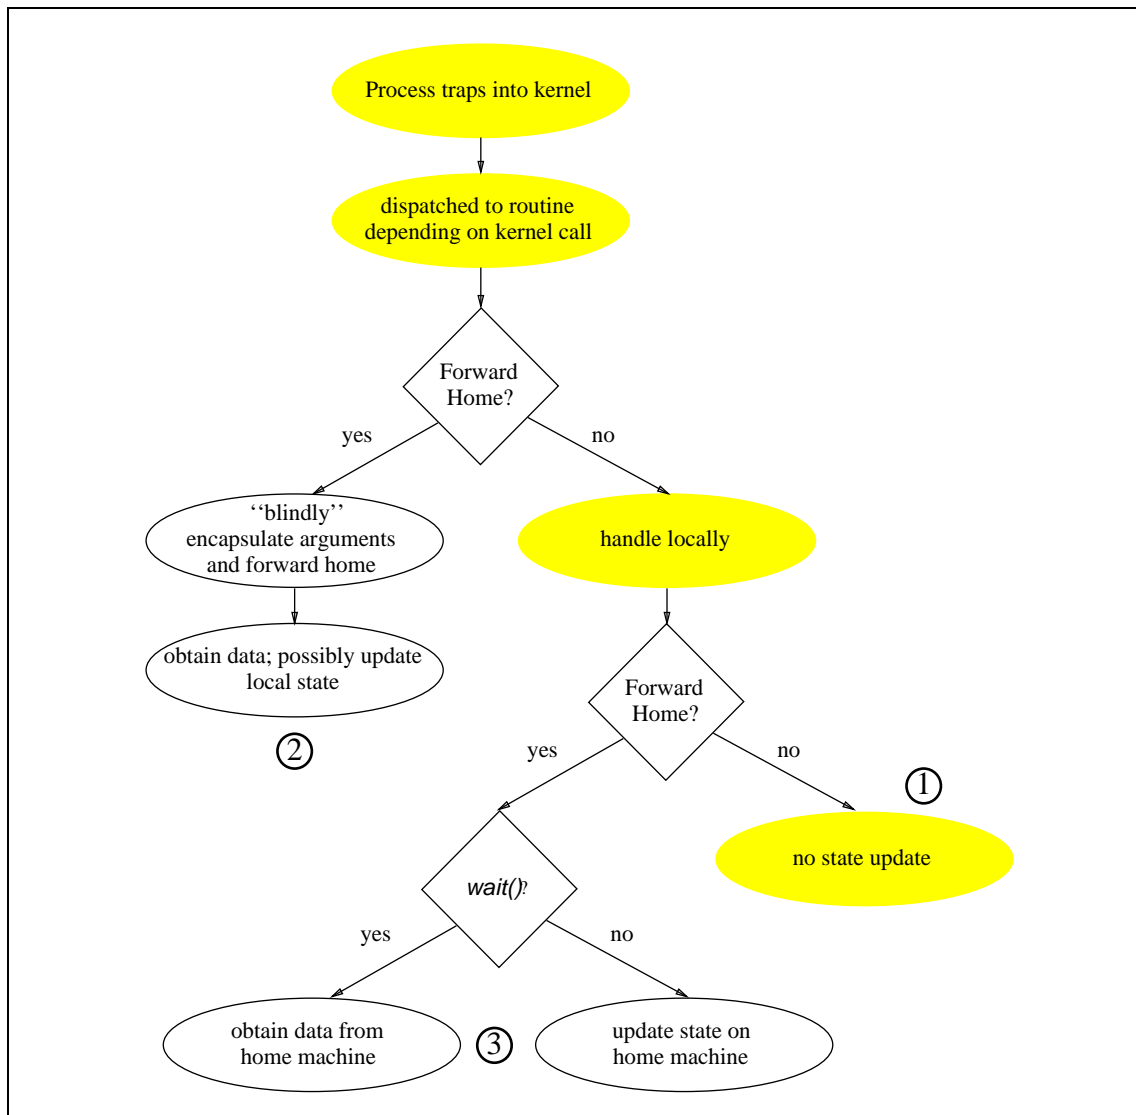 Process traps into kernel
dispatched to routine
depending on kernel call
Forward
Home?
yes
no
‘‘blindly’’
encapsulate arguments
and forward home
handle locally
obtain data; possibly update
local state
2
Forward
Home?
yes
no
1
no state update
wait()?
yes
no
obtain data from
home machine
3
update state on
home machine